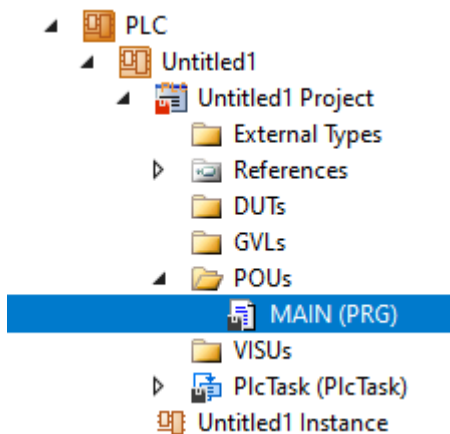 PLC
Untitled1
Untitled1 Project
External Types
References
DUTs
GVLs
POUs
MAIN (PRG)
VISUs
PlcTask (PlcTask)
Untitled1 Instance